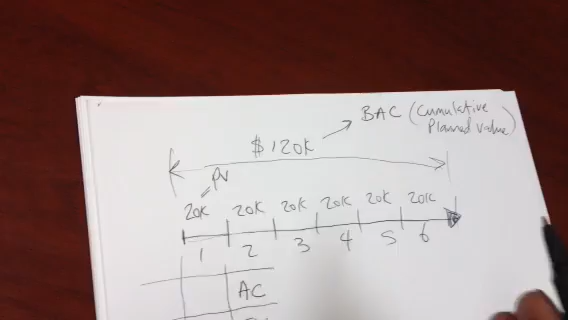 BAC (Cumulative
Planned value)
$120K
PV
20K 20K 20K 20K 20K 20K
1 2 3 4 5 6
AC